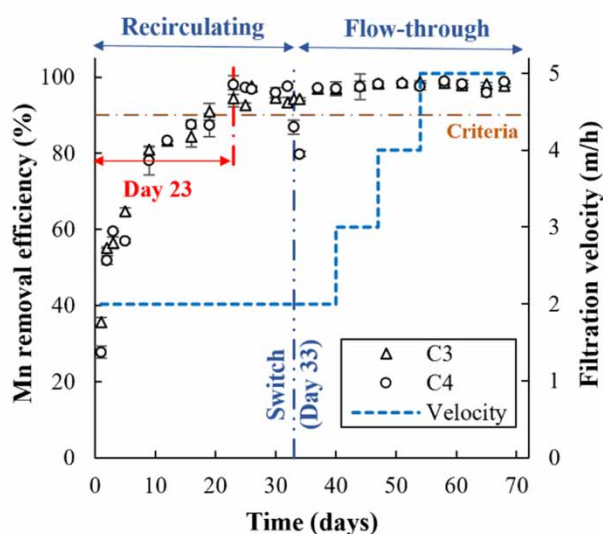 Recirculating Flow-through
Mn removal efficiency (%)
100
80
60
40
20
0
Criteria
Day 23
Switch
(Day 33)
C3
C4
Velocity
5
4
3
2
1
0
Filtration velocity (m/h)
0 10 20 30 40 50 60 70
Time (days)